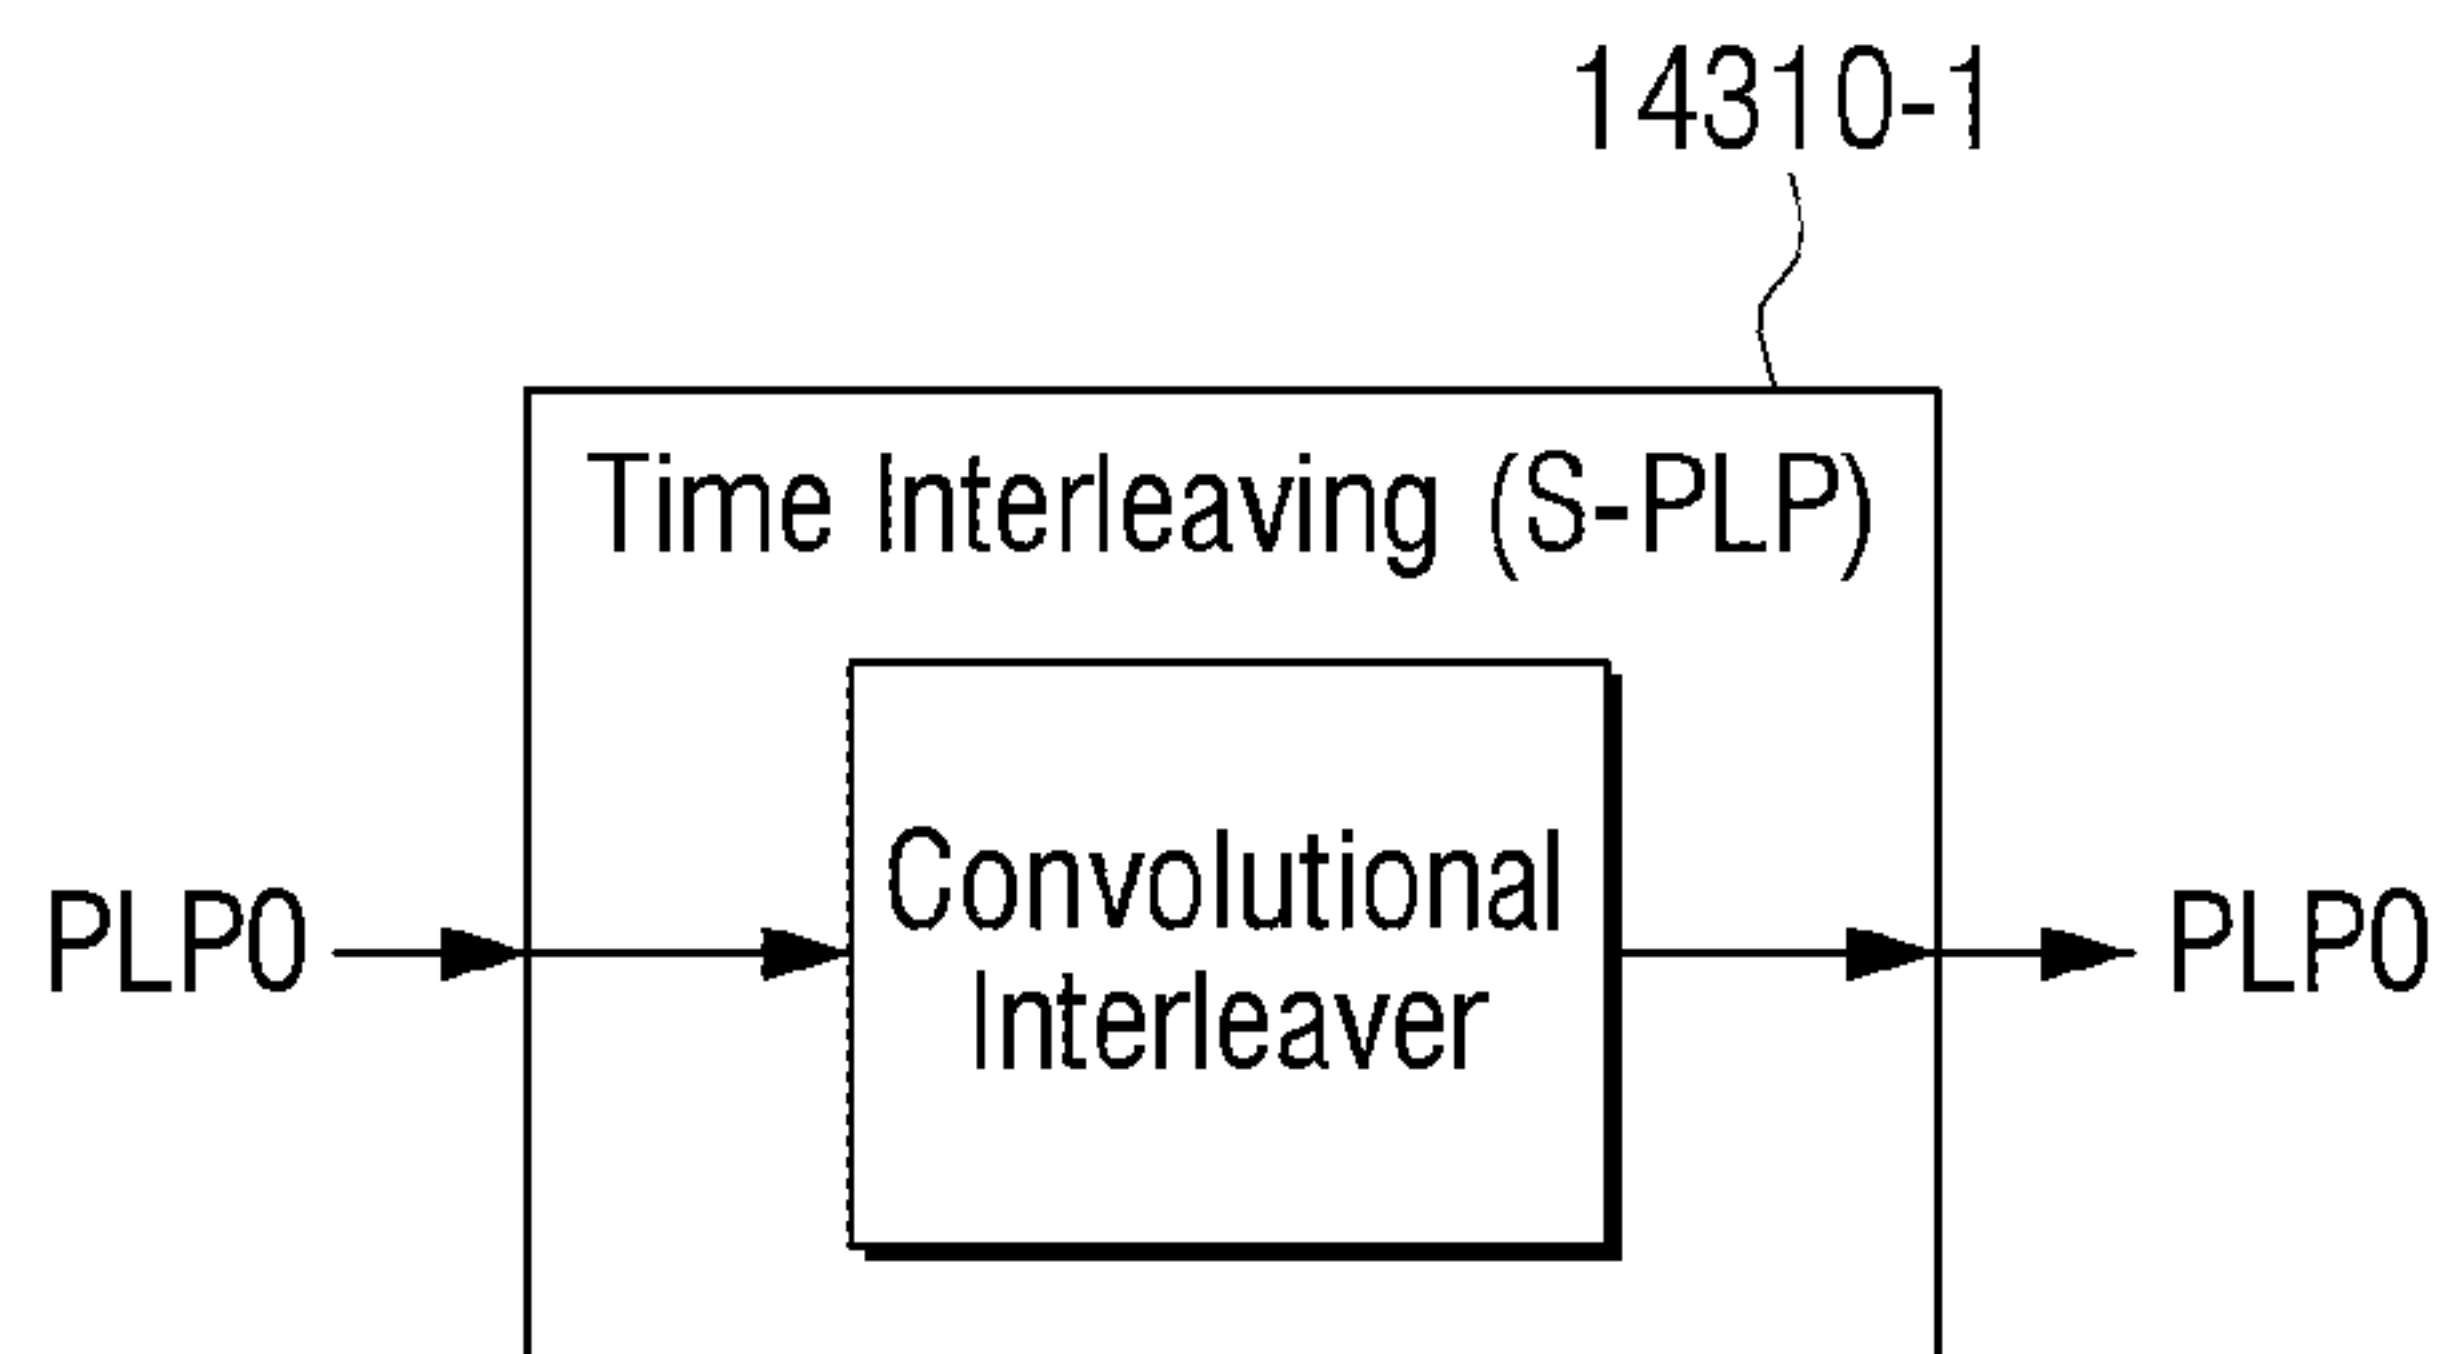 14310-1
Time Interleaving (S-PLP)
Convolutional
Interleaver
PLP0
PLP0